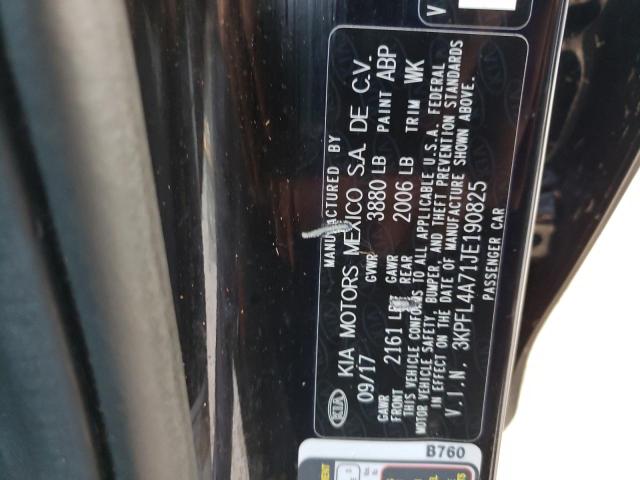 MANUFACTURED BY
KIA KIA MOTORS MEXICO S.A. DE C.V.
09/17 GVWR 3880 LB PAINT ABP
GAWR FRONT 2161 LB GAWR REAR 2006 LB TRIM WK
THIS VEHICLE CONFORMS TO ALL APPLICABLE U.S.A. FEDERAL
MOTOR VEHICLE SAFETY, BUMPER, AND THEFT PREVENTION STANDARDS
IN EFFECT ON THE DATE OF MANUFACTURE SHOWN ABOVE.
V.I.N. 3KPFL4A71JE190825
PASSENGER CAR
B760
V